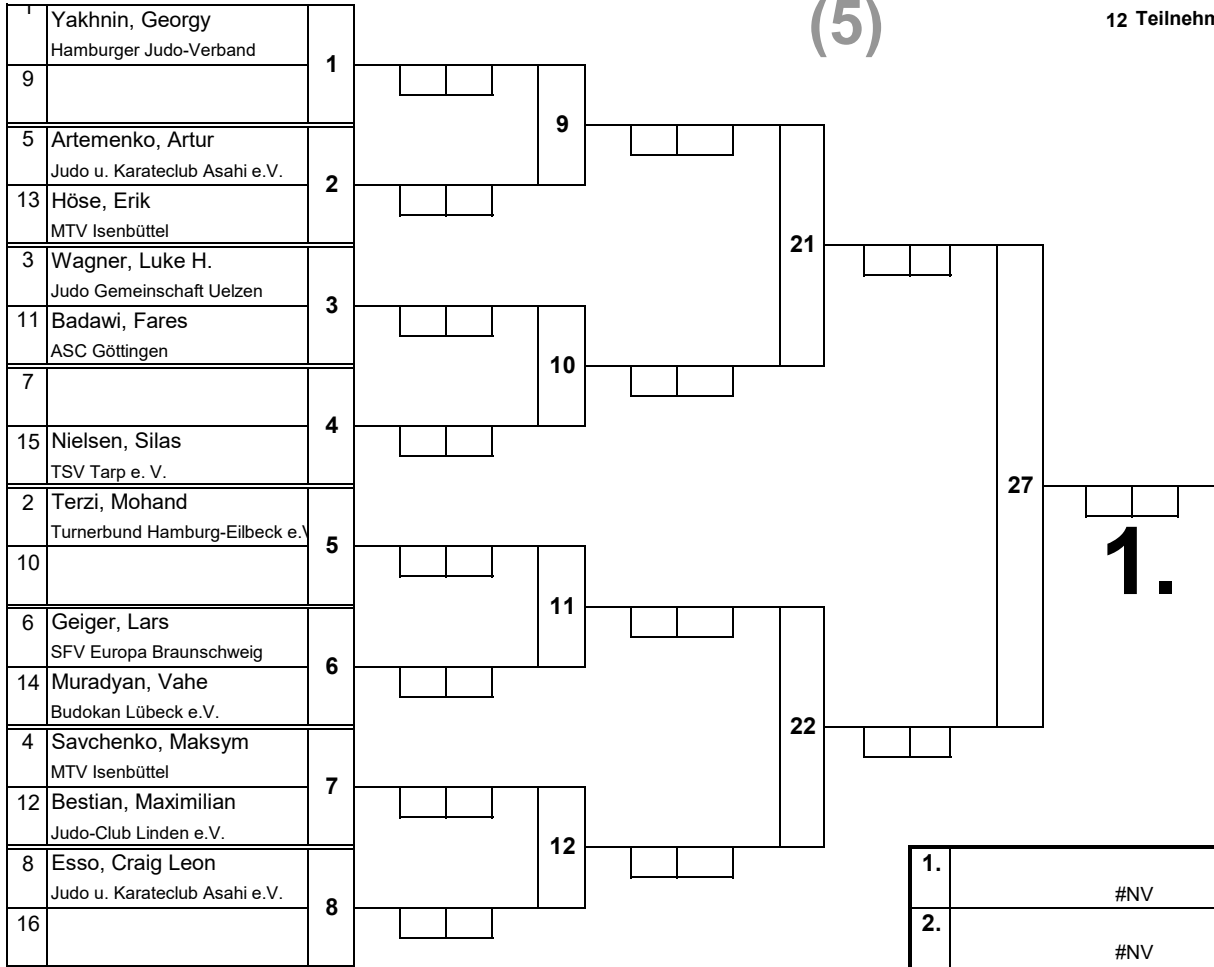 (5)
12 Teilnehm
1 Yakhnin, Georgy
Hamburger Judo-Verband
1
9
5 Artemenko, Artur
Judo u. Karateclub Asahi e.V.
2
13 Höse, Erik
MTV Isenbüttel
3 Wagner, Luke H.
Judo Gemeinschaft Uelzen
3
11 Badawi, Fares
ASC Göttingen
7
4
15 Nielsen, Silas
TSV Tarp e. V.
2 Terzi, Mohand
Turnerbund Hamburg-Eilbeck e.V
5
10
6 Geiger, Lars
SFV Europa Braunschweig
6
14 Muradyan, Vahe
Budokan Lübeck e.V.
4 Savchenko, Maksym
MTV Isenbüttel
7
12 Bestian, Maximilian
Judo-Club Linden e.V.
8 Esso, Craig Leon
Judo u. Karateclub Asahi e.V.
8
16
9
10
11
12
21
22
27
1.
1.
#NV
2.
#NV